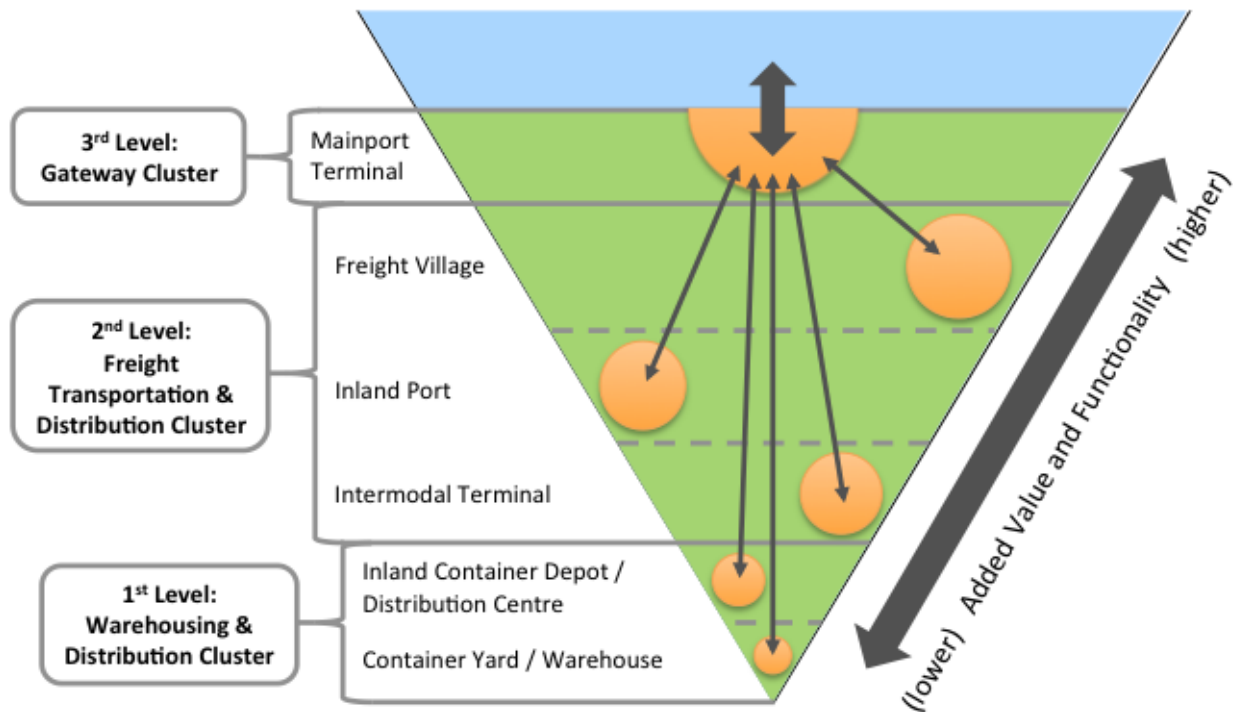 3rd Level:
Gateway Cluster
Mainport
Terminal
2nd Level:
Freight
Transportation &
Distribution Cluster
Freight Village
Inland Port
Intermodal Terminal
1st Level:
Warehousing &
Distribution Cluster
Inland Container Depot /
Distribution Centre
Container Yard / Warehouse
(lower) Added Value and Functionality (higher)